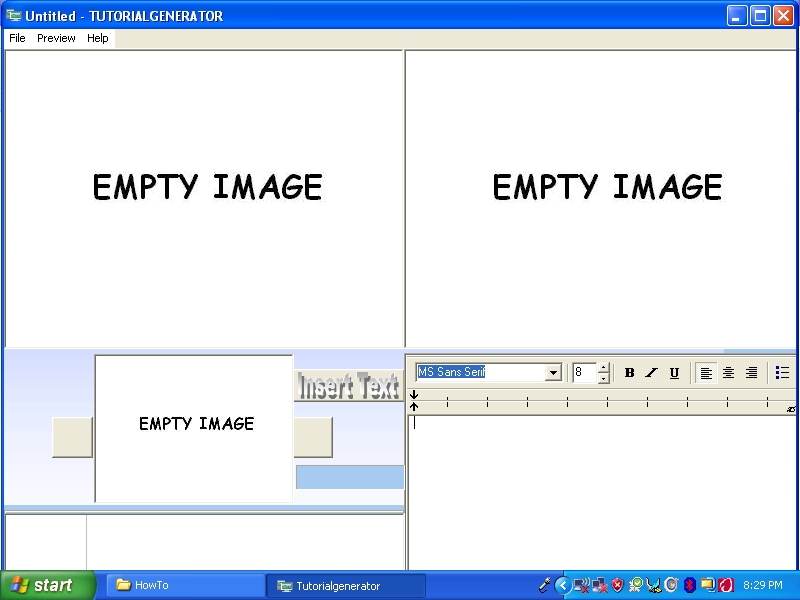 Untitled - TUTORIALGENERATOR
File Preview Help
EMPTY IMAGE
EMPTY IMAGE
EMPTY IMAGE
Insert Text
MS Sans Serif
8
B I U
start
HowTo
Tutorialgenerator
8:29 PM